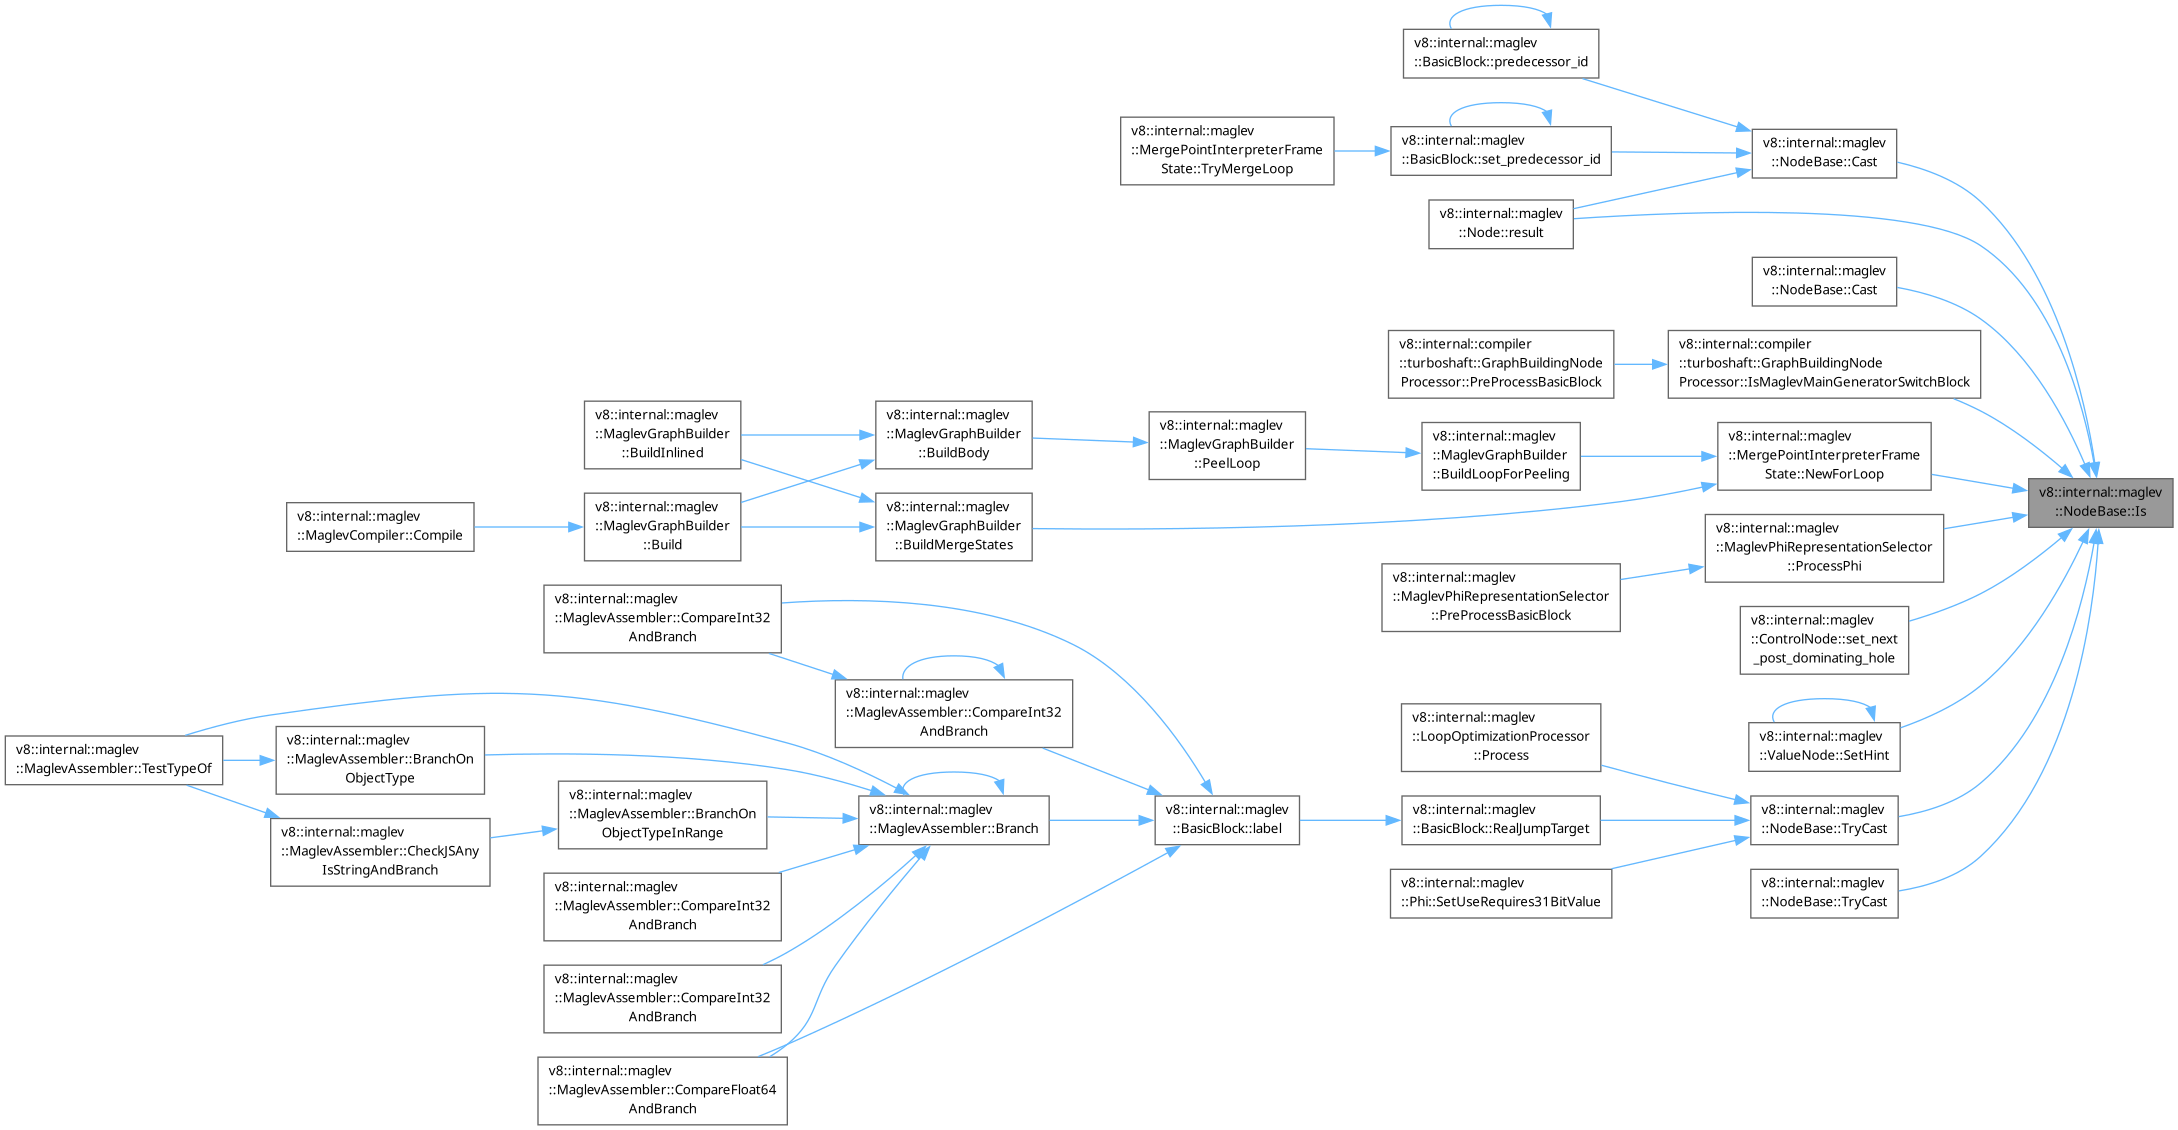 v8::internal::maglev
::BasicBlock::predecessor_id
v8::internal::maglev
::MergePointInterpreterFrame
State::TryMergeLoop
v8::internal::maglev
::BasicBlock::set_predecessor_id
v8::internal::maglev
::NodeBase::Cast
v8::internal::maglev
::Node::result
v8::internal::maglev
::NodeBase::Cast
v8::internal::compiler
::turboshaft::GraphBuildingNode
Processor::PreProcessBasicBlock
v8::internal::compiler
::turboshaft::GraphBuildingNode
Processor::IsMaglevMainGeneratorSwitchBlock
v8::internal::maglev
::MaglevGraphBuilder
::BuildInlined
v8::internal::maglev
::MaglevGraphBuilder
::BuildBody
v8::internal::maglev
::MaglevGraphBuilder
::PeelLoop
v8::internal::maglev
::MaglevGraphBuilder
::BuildLoopForPeeling
v8::internal::maglev
::MergePointInterpreterFrame
State::NewForLoop
v8::internal::maglev
::NodeBase::Is
v8::internal::maglev
::MaglevCompiler::Compile
v8::internal::maglev
::MaglevGraphBuilder
::Build
v8::internal::maglev
::MaglevGraphBuilder
::BuildMergeStates
v8::internal::maglev
::MaglevPhiRepresentationSelector
::ProcessPhi
v8::internal::maglev
::MaglevPhiRepresentationSelector
::PreProcessBasicBlock
v8::internal::maglev
::MaglevAssembler::CompareInt32
AndBranch
v8::internal::maglev
::ControlNode::set_next
_post_dominating_hole
v8::internal::maglev
::MaglevAssembler::CompareInt32
AndBranch
v8::internal::maglev
::LoopOptimizationProcessor
::Process
v8::internal::maglev
::ValueNode::SetHint
v8::internal::maglev
::MaglevAssembler::TestTypeOf
v8::internal::maglev
::MaglevAssembler::BranchOn
ObjectType
v8::internal::maglev
::MaglevAssembler::BranchOn
ObjectTypeInRange
v8::internal::maglev
::MaglevAssembler::Branch
v8::internal::maglev
::BasicBlock::label
v8::internal::maglev
::BasicBlock::RealJumpTarget
v8::internal::maglev
::NodeBase::TryCast
v8::internal::maglev
::MaglevAssembler::CheckJSAny
IsStringAndBranch
v8::internal::maglev
::MaglevAssembler::CompareInt32
AndBranch
v8::internal::maglev
::Phi::SetUseRequires31BitValue
v8::internal::maglev
::NodeBase::TryCast
v8::internal::maglev
::MaglevAssembler::CompareInt32
AndBranch
v8::internal::maglev
::MaglevAssembler::CompareFloat64
AndBranch